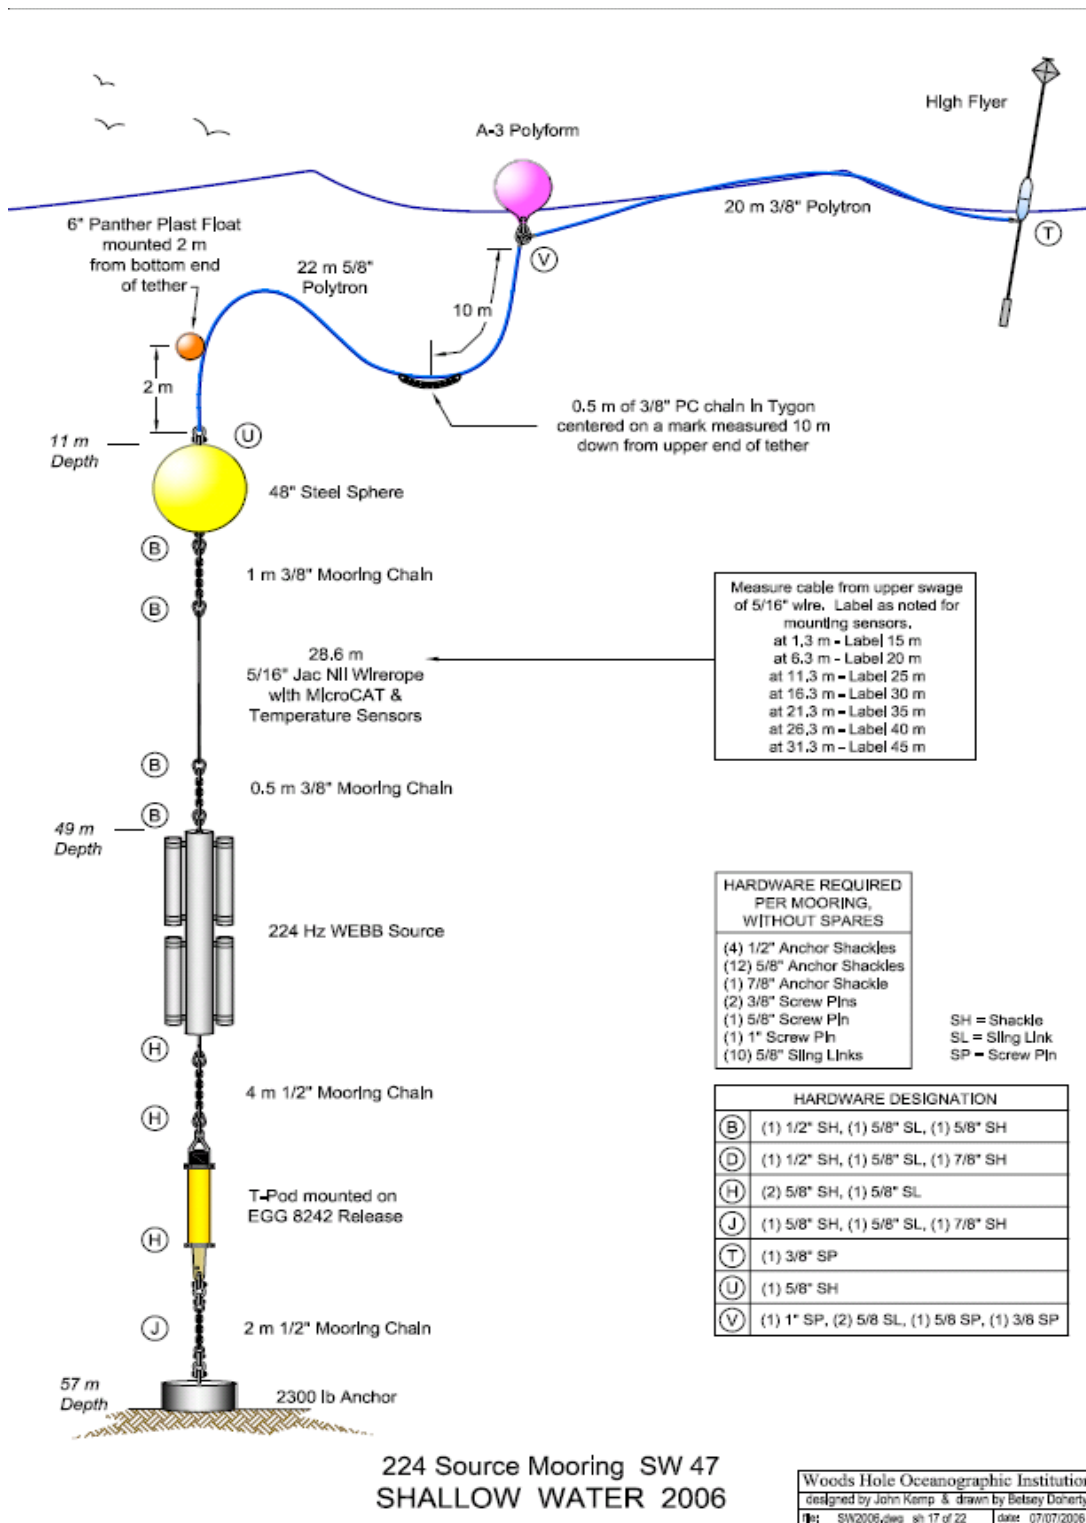 High Flyer
A-3 Polyform
20 m 3/8" Polytron
T
6" Panther Plast Float
mounted 2 m
from bottom end
of tether
22 m 5/8"
Polytron
V
10 m
2 m
0.5 m of 3/8" PC chain in Tygon
centered on a mark measured 10 m
down from upper end of tether
11 m
Depth
U
48" Steel Sphere
B
1 m 3/8" Mooring Chain
B
28.6 m
5/16" Jac Nil Wirerope
with MicroCAT &
Temperature Sensors
Measure cable from upper swage
of 5/16" wire. Label as noted for
mounting sensors.
at 1.3 m - Label 15 m
at 6.3 m - Label 20 m
at 11.3 m - Label 25 m
at 16.3 m - Label 30 m
at 21.3 m - Label 35 m
at 26.3 m - Label 40 m
at 31.3 m - Label 45 m
B
0.5 m 3/8" Mooring Chain
B
49 m
Depth
224 Hz WEBB Source
HARDWARE REQUIRED
PER MOORING,
WITHOUT SPARES
(4) 1/2" Anchor Shackles
(12) 5/8" Anchor Shackles
(1) 7/8" Anchor Shackle
(2) 3/8" Screw Pins
(1) 5/8" Screw Pin
(1) 1" Screw Pin
(10) 5/8" Sling Links
SH = Shackle
SL = Sling Link
SP = Screw Pin
H
4 m 1/2" Mooring Chain
H
HARDWARE DESIGNATION
B (1) 1/2" SH, (1) 5/8" SL, (1) 5/8" SH
D (1) 1/2" SH, (1) 5/8" SL, (1) 7/8" SH
H (2) 5/8" SH, (1) 5/8" SL
J (1) 5/8" SH, (1) 5/8" SL, (1) 7/8" SH
T (1) 3/8" SP
U (1) 5/8" SH
V (1) 1" SP, (2) 5/8 SL, (1) 5/8 SP, (1) 3/8 SP
T-Pod mounted on
EGG 8242 Release
H
J
2 m 1/2" Mooring Chain
57 m
Depth
2300 lb Anchor
224 Source Mooring SW 47
SHALLOW WATER 2006
Woods Hole Oceanographic Institution
designed by John Kemp & drawn by Betsey Doherty
file: SW2006.dwg sh 17 of 22 date: 07/07/2006